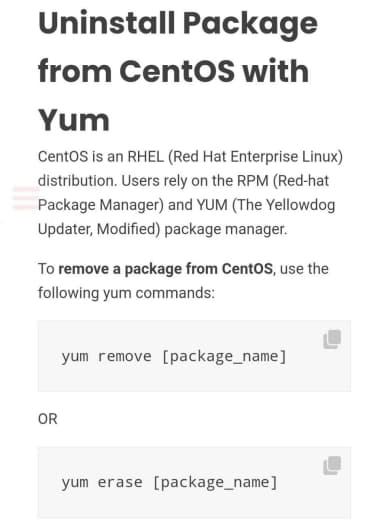 Uninstall Package
from CentOS with
Yum
CentOS is an RHEL (Red Hat Enterprise Linux)
distribution. Users rely on the RPM (Red-hat
Package Manager) and YUM (The Yellowdog
Updater, Modified) package manager.
To remove a package from CentOS, use the
following yum commands:
yum remove [package_name]
OR
yum erase [package_name]